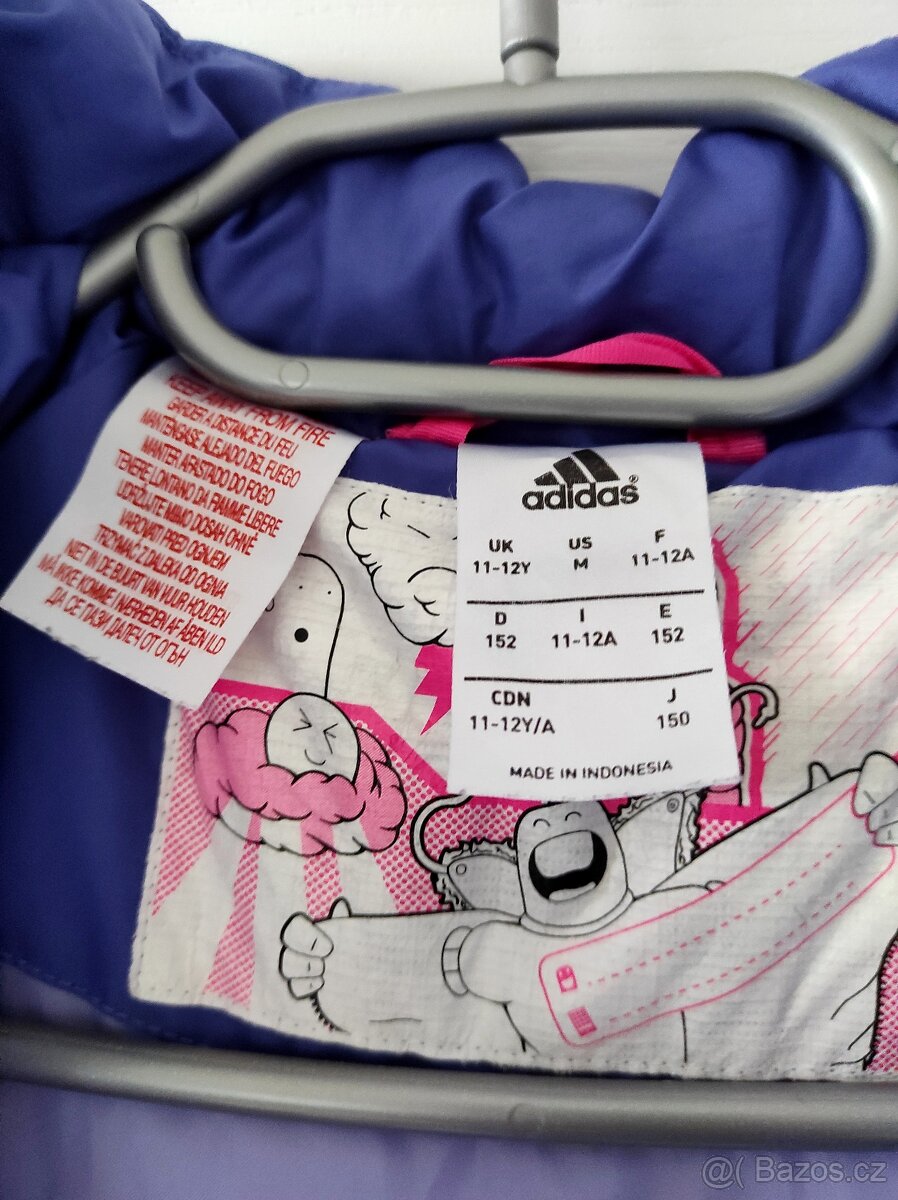 KEEP AWAY FROM FIRE
GARDER A DISTANCE DU FEU
MANTENGASE ALEJADO DEL FUEGO
MANTER AFASTADO DO FOGO
TENERE LONTANO DA FIAMME LIBERE
UDRŽUJTE MIMO DOSAH OHNĚ
VAROVAŤ PRED OGNJEM
TRZYMAĆ Z DALEKA OD OGNIA
NIET IN DE BUURT VAN VUUR HOUDEN
MÅ IKKE KOMME I NÆRHEDEN AF ÅBEN ILD
ДА СЕ ПАЗИ ДАЛЕЧ ОТ ОГЪН
adidas®
UK US F
11-12Y M 11-12A
D I E
152 11-12A 152
CDN J
11-12Y/A 150
MADE IN INDONESIA
@( Bazos.cz